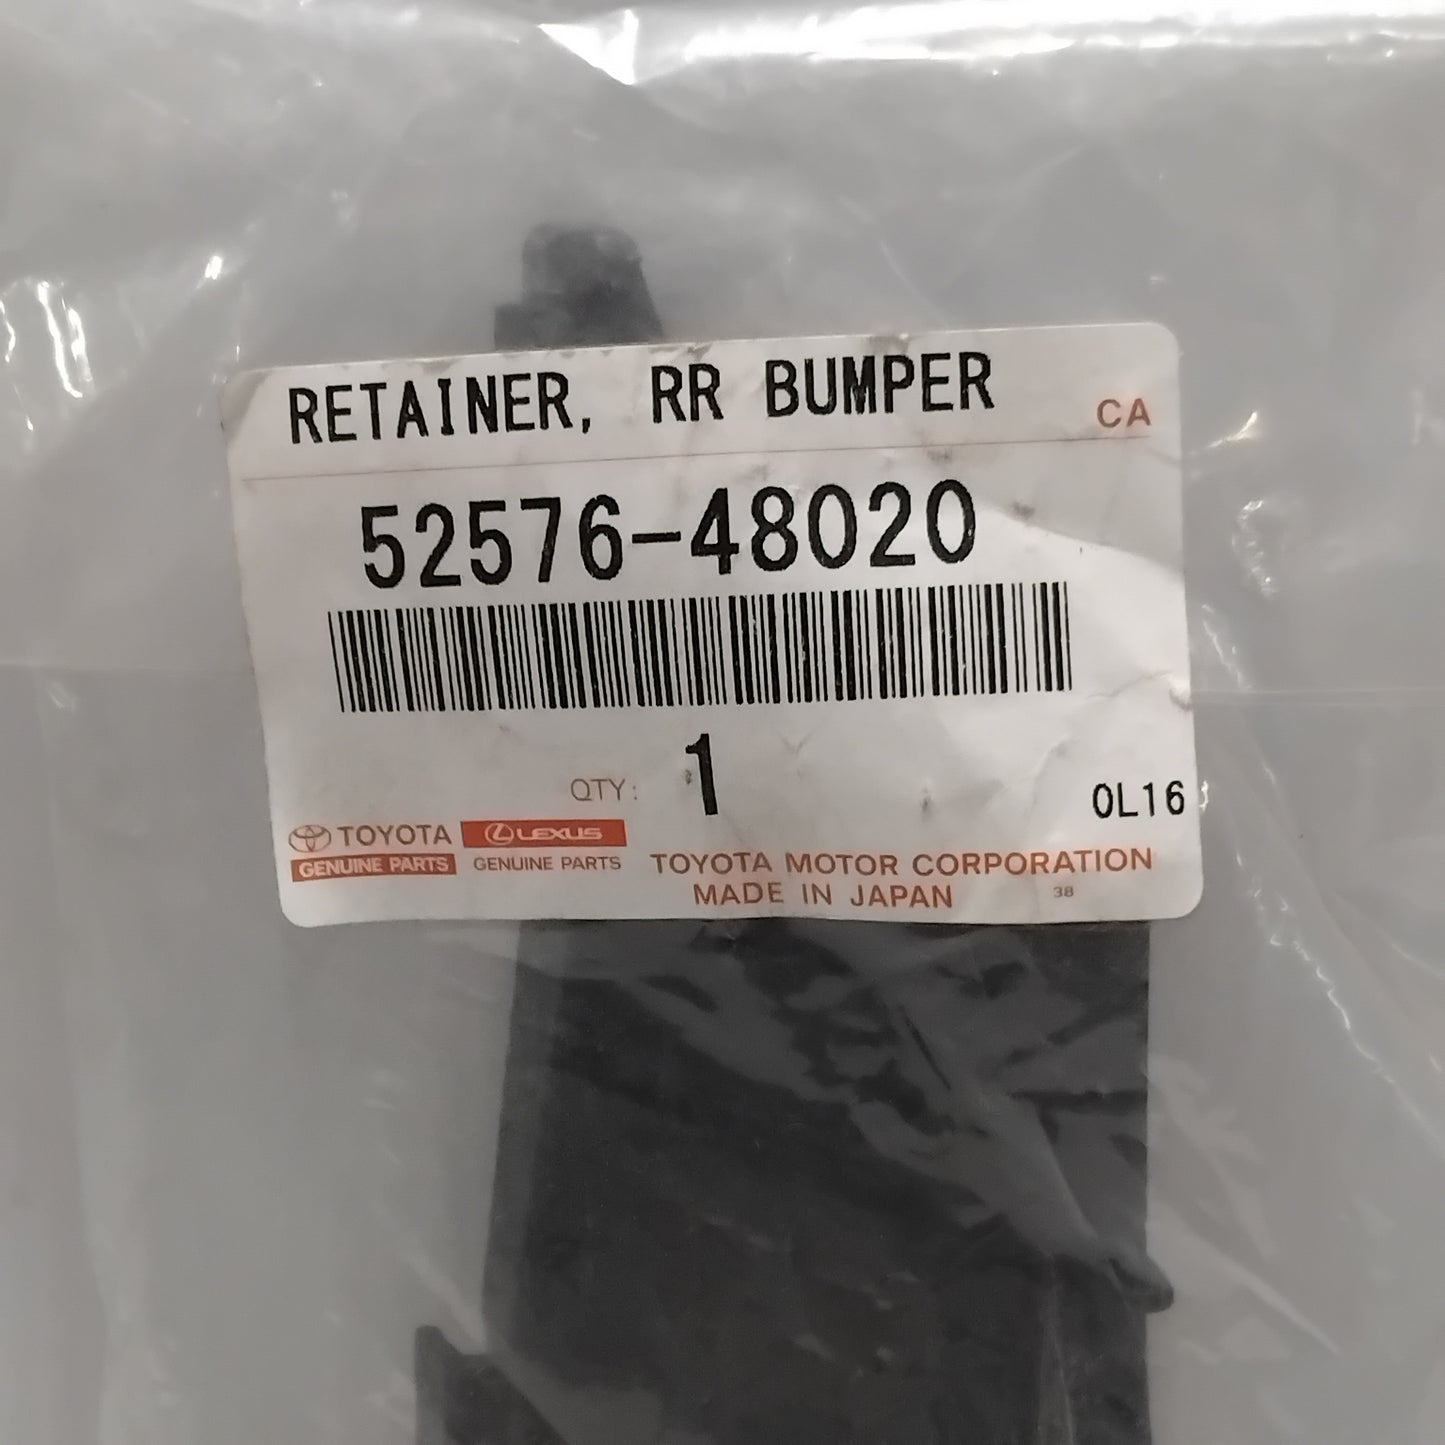 RETAINER, RR BUMPER
CA
52576-48020
QTY: 1
0L16
TOYOTA
GENUINE PARTS
LEXUS
GENUINE PARTS
TOYOTA MOTOR CORPORATION
MADE IN JAPAN
38